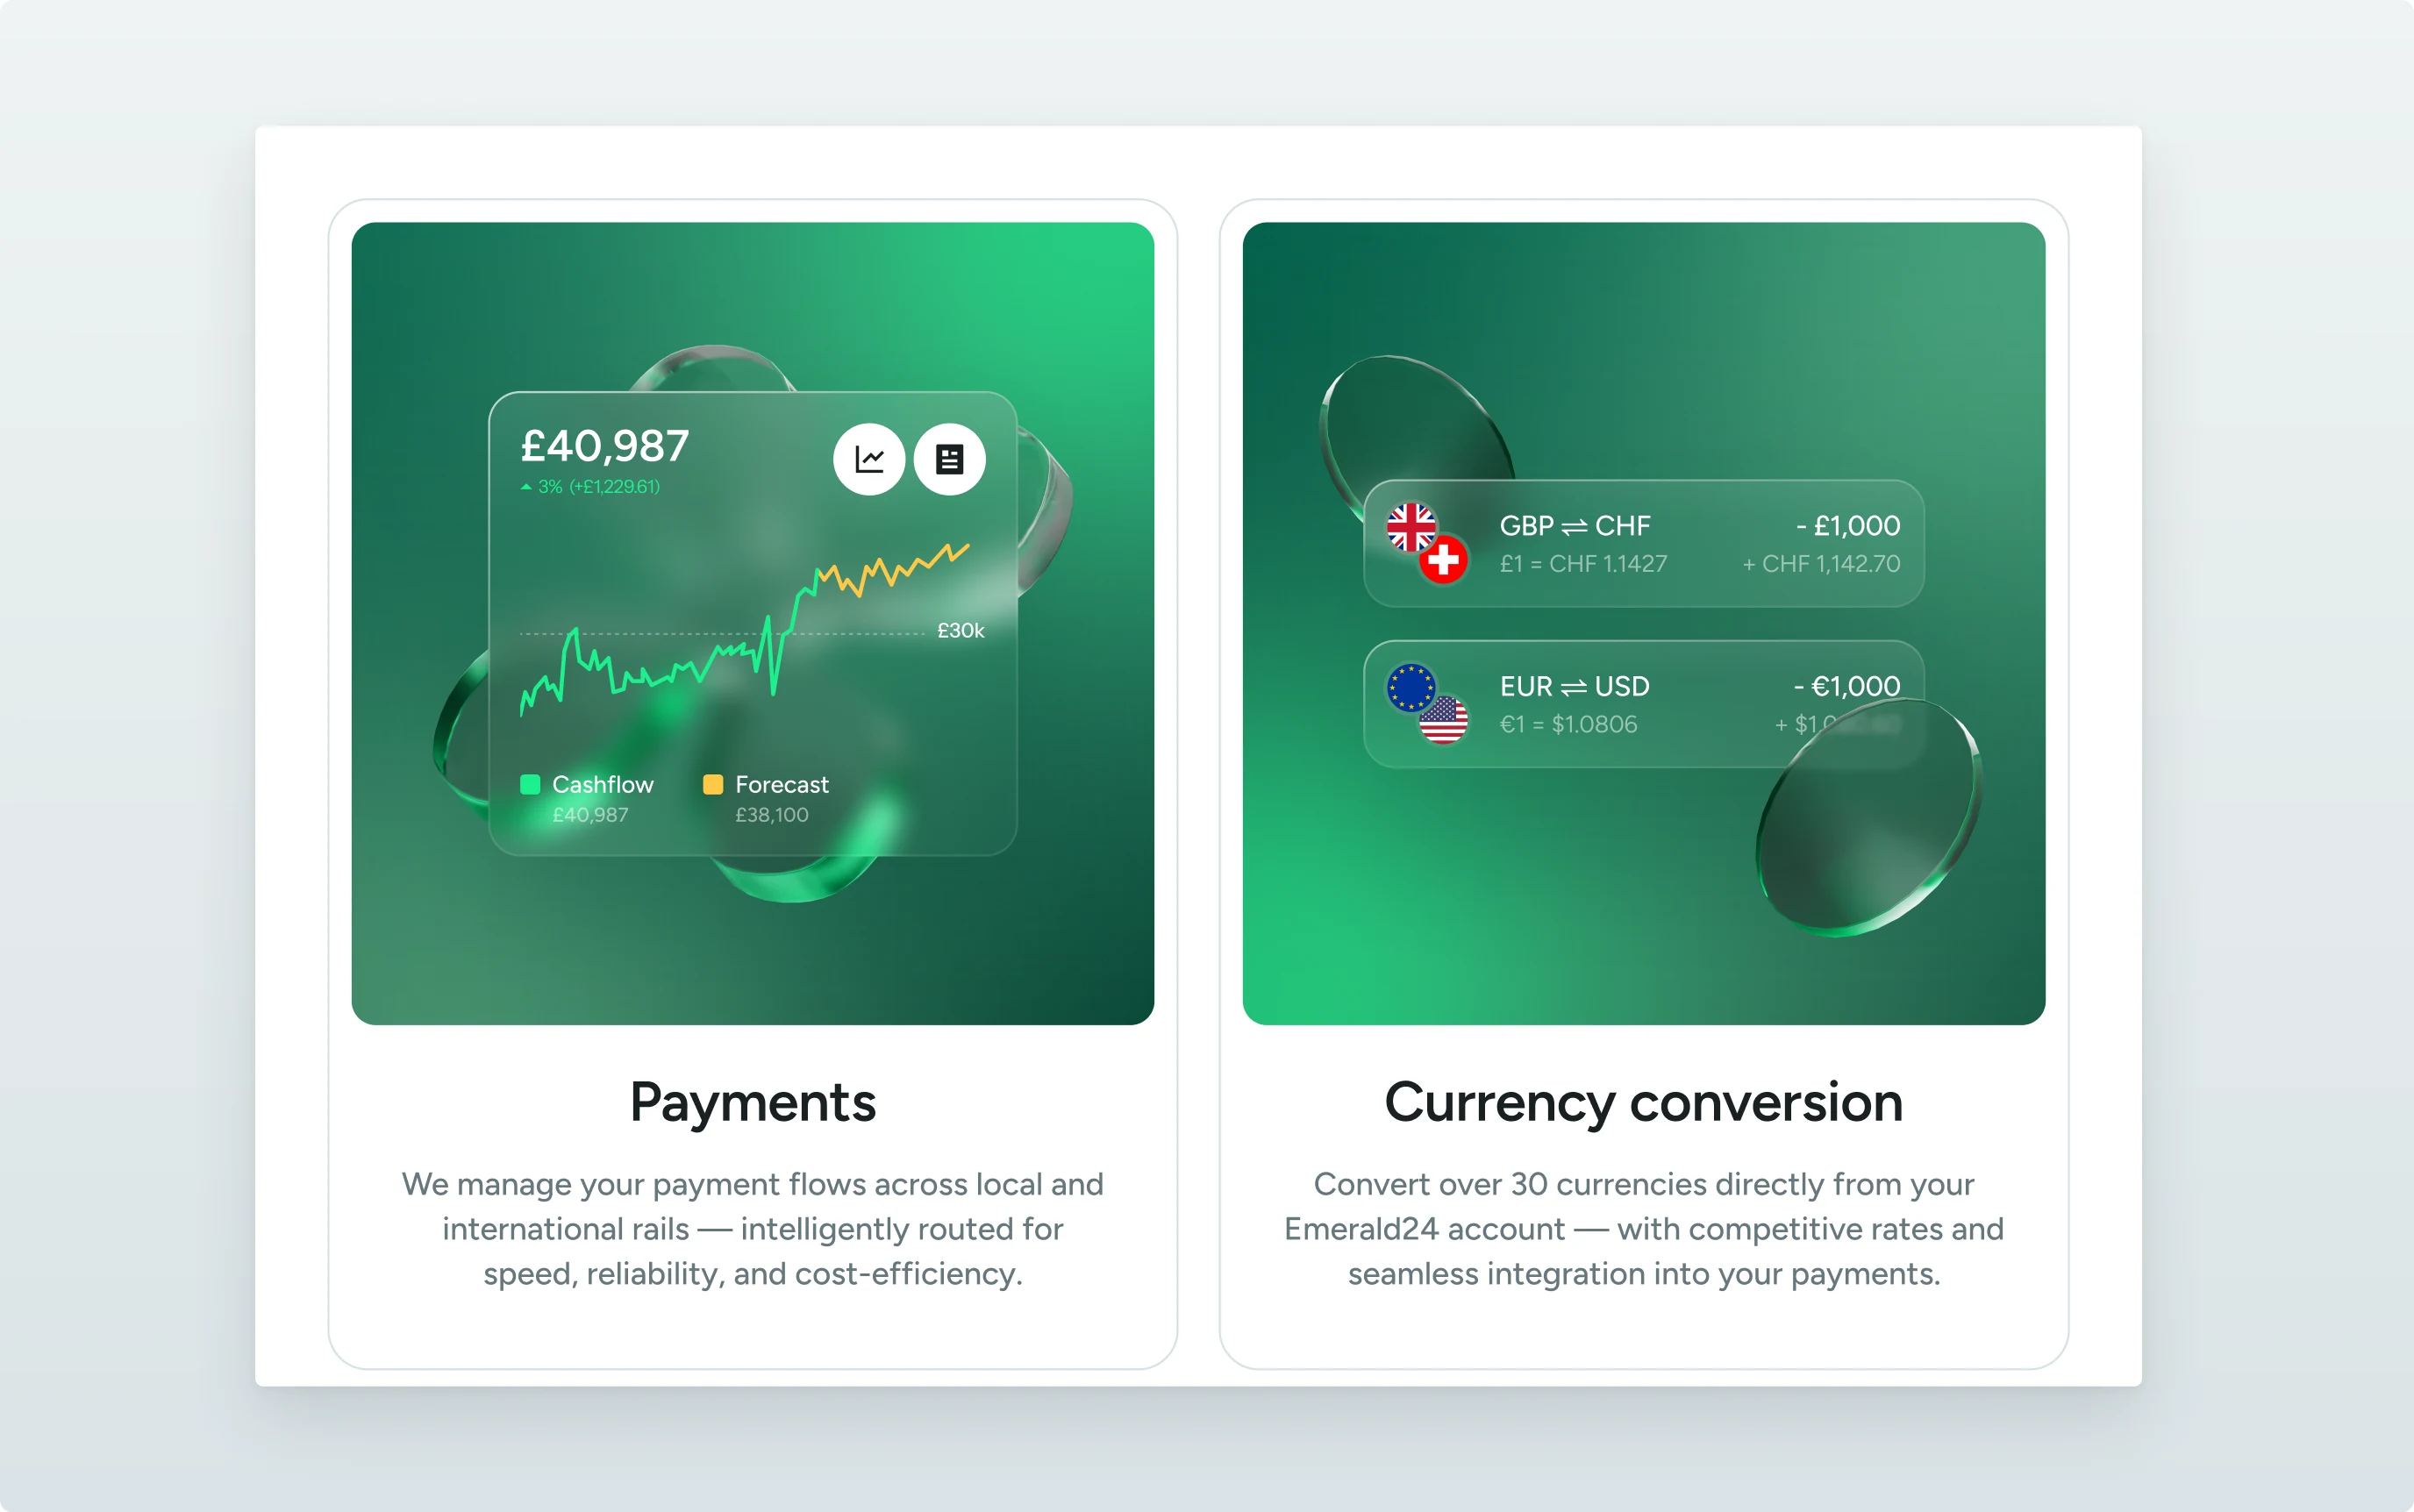 £40,987
3% (+£1,229.61)
£30k
Cashflow
£40,987
Forecast
£38,100
Payments
We manage your payment flows across local and
international rails — intelligently routed for
speed, reliability, and cost-efficiency.
GBP ⇌ CHF
- £1,000
£1 = CHF 1.1427
+ CHF 1,142.70
EUR ⇌ USD
- €1,000
€1 = $1.0806
Currency conversion
Convert over 30 currencies directly from your
Emerald24 account — with competitive rates and
seamless integration into your payments.